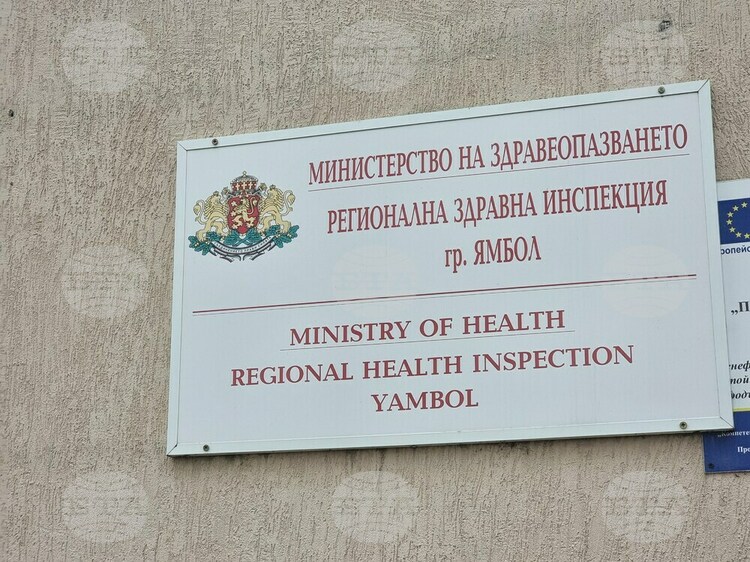 МИНИСТЕРСТВО НА ЗДРАВЕОПАЗВАНЕТО
РЕГИОНАЛНА ЗДРАВНА ИНСПЕКЦИЯ
гр. ЯМБОЛ
MINISTRY OF HEALTH
REGIONAL HEALTH INSPECTION
YAMBOL